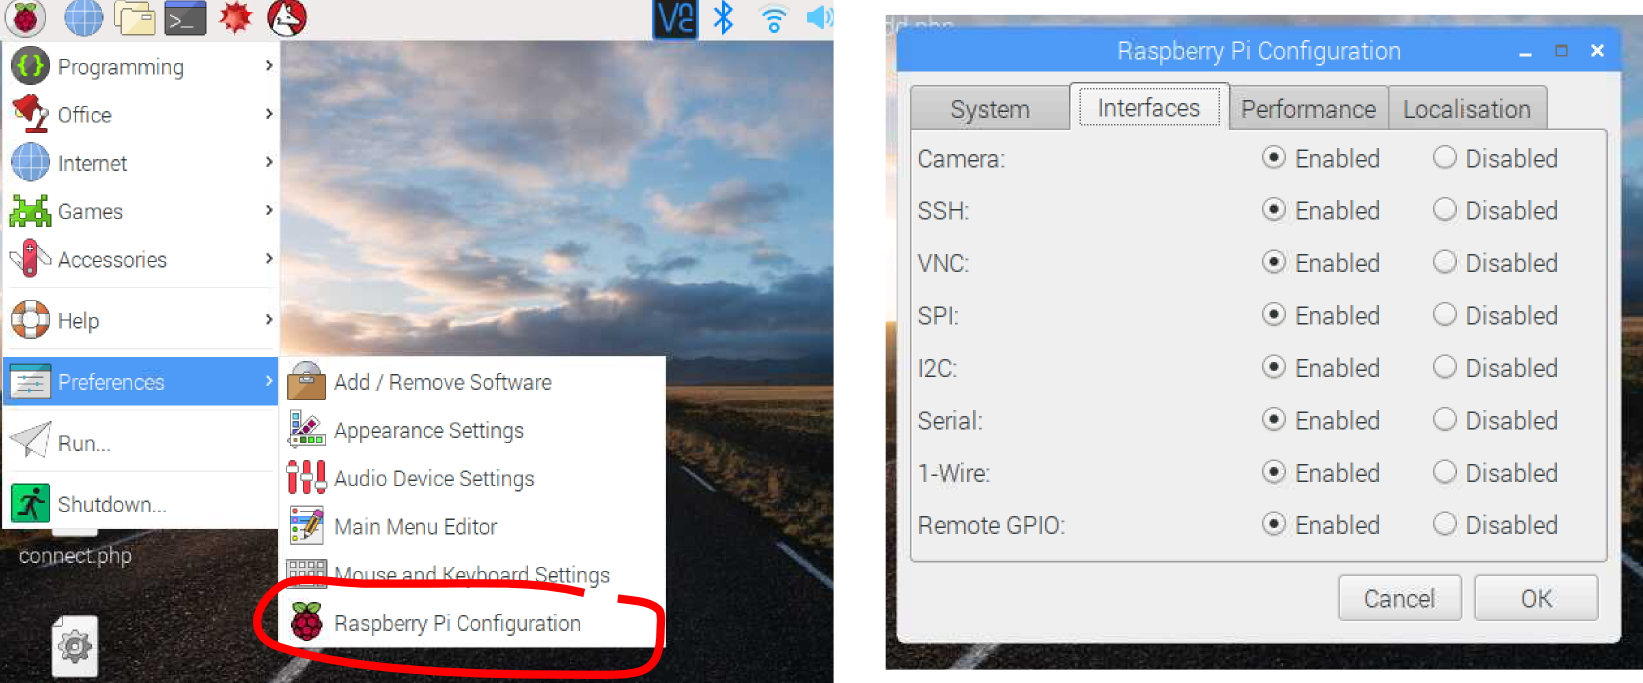 VNC
Programming
Office
Internet
Games
Accessories
Help
Preferences
Run...
Shutdown...
connect.php
Add / Remove Software
Appearance Settings
Audio Device Settings
Main Menu Editor
Mouse and Keyboard Settings
Raspberry Pi Configuration
dd.php
Raspberry Pi Configuration
System Interfaces Performance Localisation
Camera: Enabled Disabled
SSH: Enabled Disabled
VNC: Enabled Disabled
SPI: Enabled Disabled
I2C: Enabled Disabled
Serial: Enabled Disabled
1-Wire: Enabled Disabled
Remote GPIO: Enabled Disabled
Cancel OK